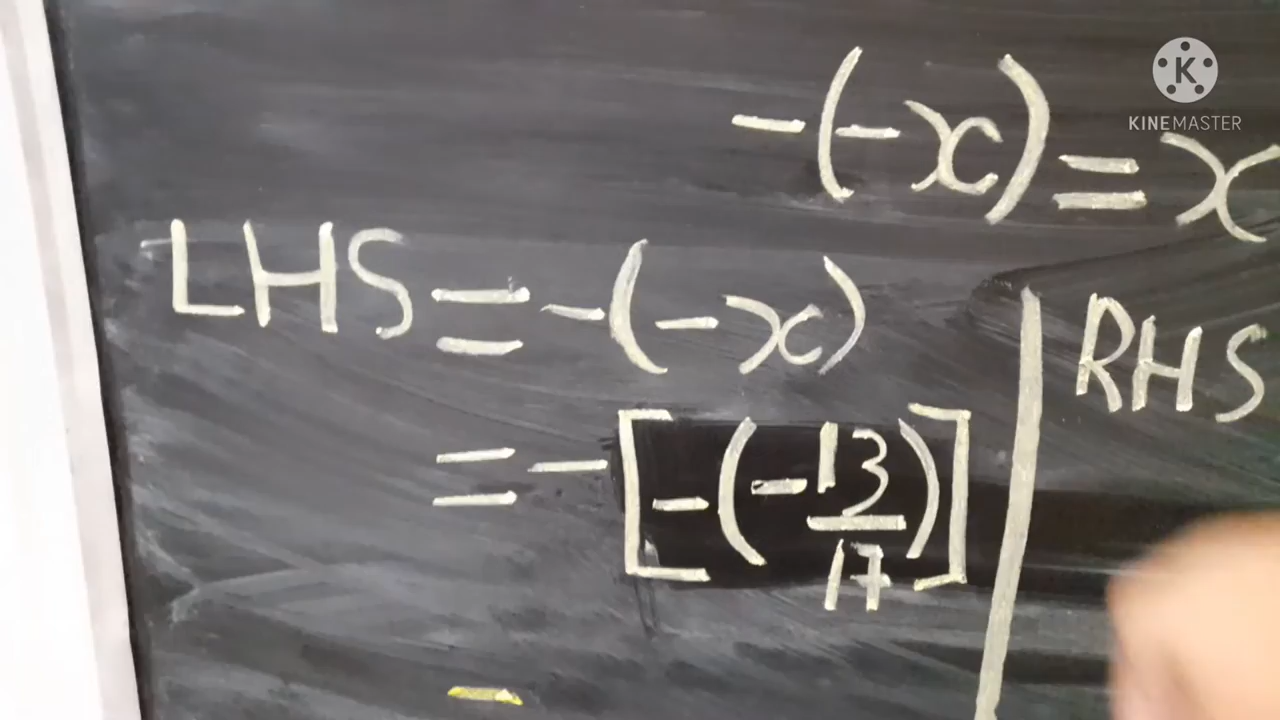 KINEMASTER
-(-x) = x
LHS = -(-x)
= -[-(-13/17)]
RHS